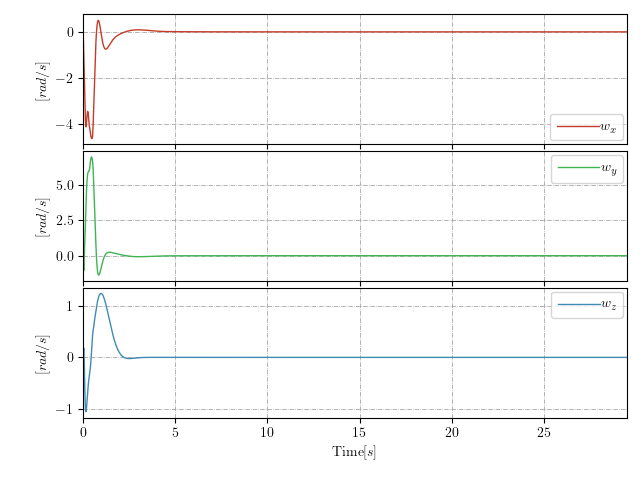 0
−2
−4
[rad/s]
w_x
5.0
2.5
0.0
[rad/s]
w_y
1
0
−1
[rad/s]
w_z
0 5 10 15 20 25
Time[s]